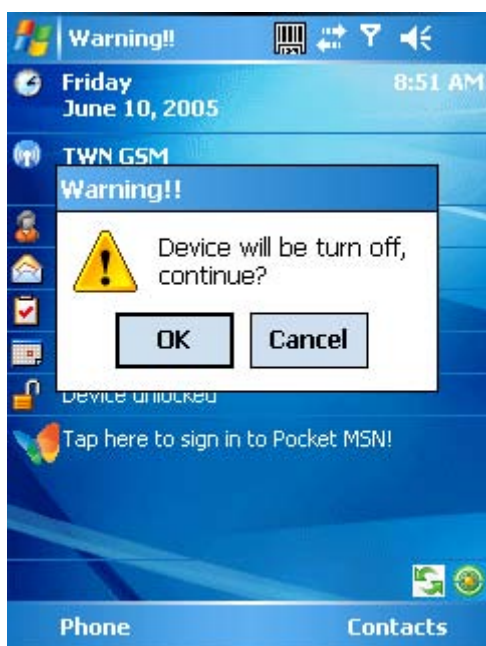 Warning!!
Friday 8:51 AM
June 10, 2005
TWN GSM
Warning!!
Device will be turn off,
continue?
OK Cancel
Device unlocked
Tap here to sign in to Pocket MSN!
Phone Contacts